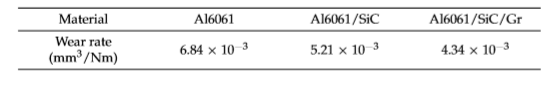 Material Al6061 Al6061/SiC Al6061/SiC/Gr
Wear rate
(mm³/Nm) 6.84 × 10⁻³ 5.21 × 10⁻³ 4.34 × 10⁻³